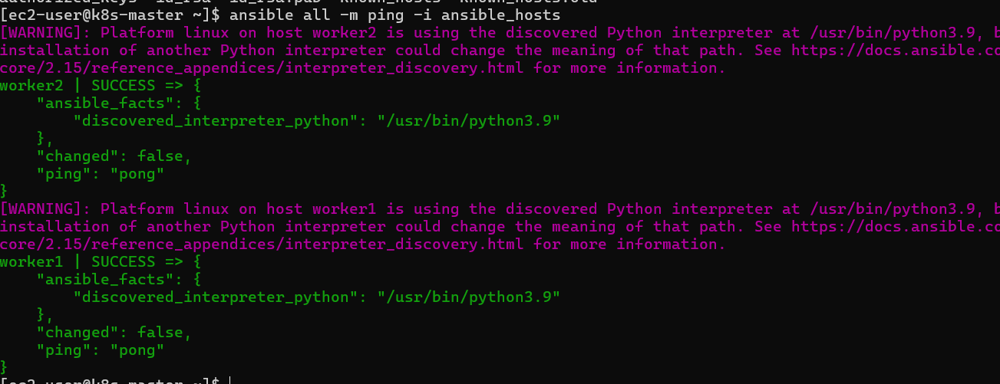 authorized_keys  id_rsa  id_rsa.pub  known_hosts  known_hosts.old
[ec2-user@k8s-master ~]$ ansible all -m ping -i ansible_hosts
[WARNING]: Platform linux on host worker2 is using the discovered Python interpreter at /usr/bin/python3.9, b
installation of another Python interpreter could change the meaning of that path. See https://docs.ansible.co
core/2.15/reference_appendices/interpreter_discovery.html for more information.
worker2 | SUCCESS => {
    "ansible_facts": {
        "discovered_interpreter_python": "/usr/bin/python3.9"
    },
    "changed": false,
    "ping": "pong"
}
[WARNING]: Platform linux on host worker1 is using the discovered Python interpreter at /usr/bin/python3.9, b
installation of another Python interpreter could change the meaning of that path. See https://docs.ansible.co
core/2.15/reference_appendices/interpreter_discovery.html for more information.
worker1 | SUCCESS => {
    "ansible_facts": {
        "discovered_interpreter_python": "/usr/bin/python3.9"
    },
    "changed": false,
    "ping": "pong"
}
[ec2-user@k8s-master ~]$